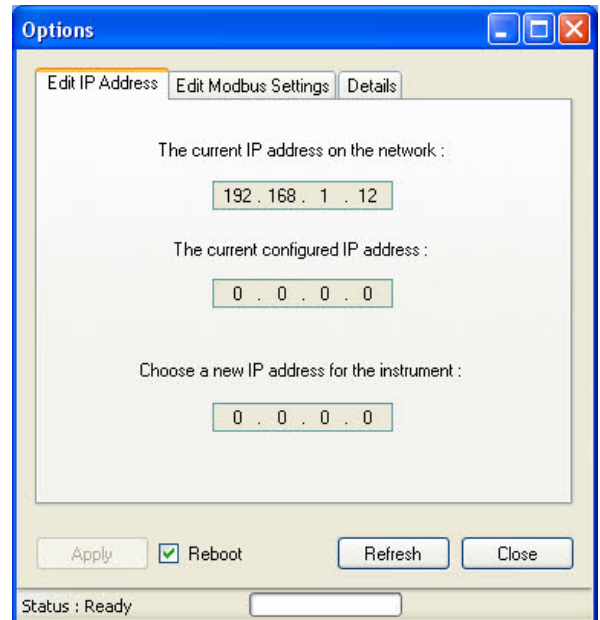 Options
Edit IP Address Edit Modbus Settings Details
The current IP address on the network :
192 . 168 . 1 . 12
The current configured IP address :
0 . 0 . 0 . 0
Choose a new IP address for the instrument :
0 . 0 . 0 . 0
Apply Reboot Refresh Close
Status : Ready